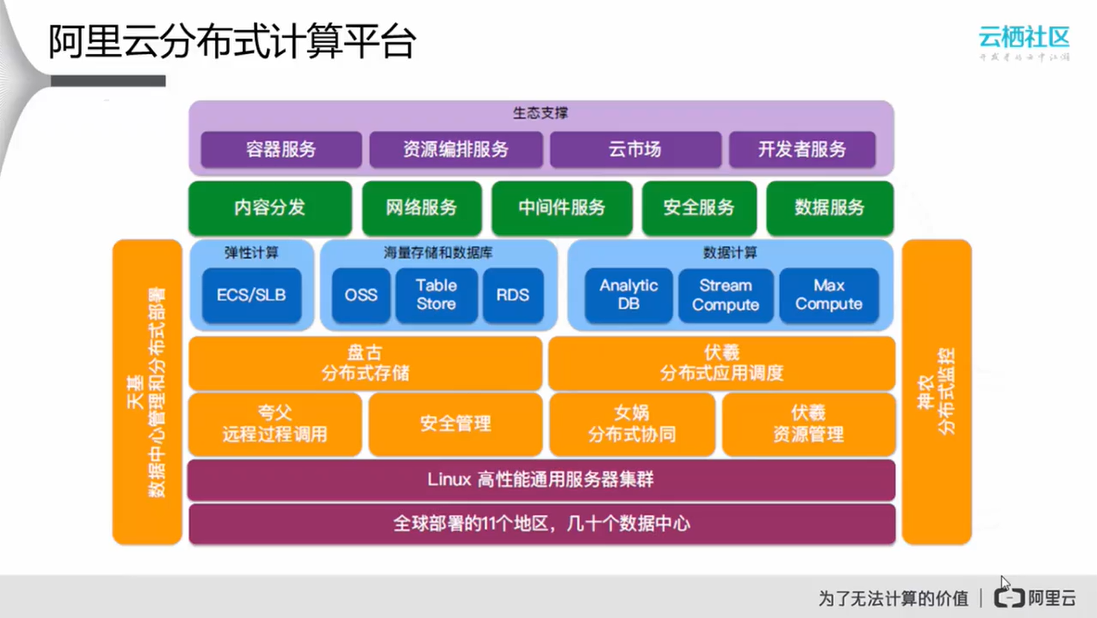 阿里云分布式计算平台
云栖社区
生态支撑
容器服务
资源编排服务
云市场
开发者服务
内容分发
网络服务
中间件服务
安全服务
数据服务
天基
数据中心管理和分布式部署
弹性计算
ECS/SLB
海量存储和数据库
OSS
Table
Store
RDS
数据计算
Analytic
DB
Stream
Compute
Max
Compute
神农
分布式监控
盘古
分布式存储
伏羲
分布式应用调度
夸父
远程过程调用
安全管理
女娲
分布式协同
伏羲
资源管理
Linux 高性能通用服务器集群
全球部署的11个地区，几十个数据中心
为了无法计算的价值
阿里云